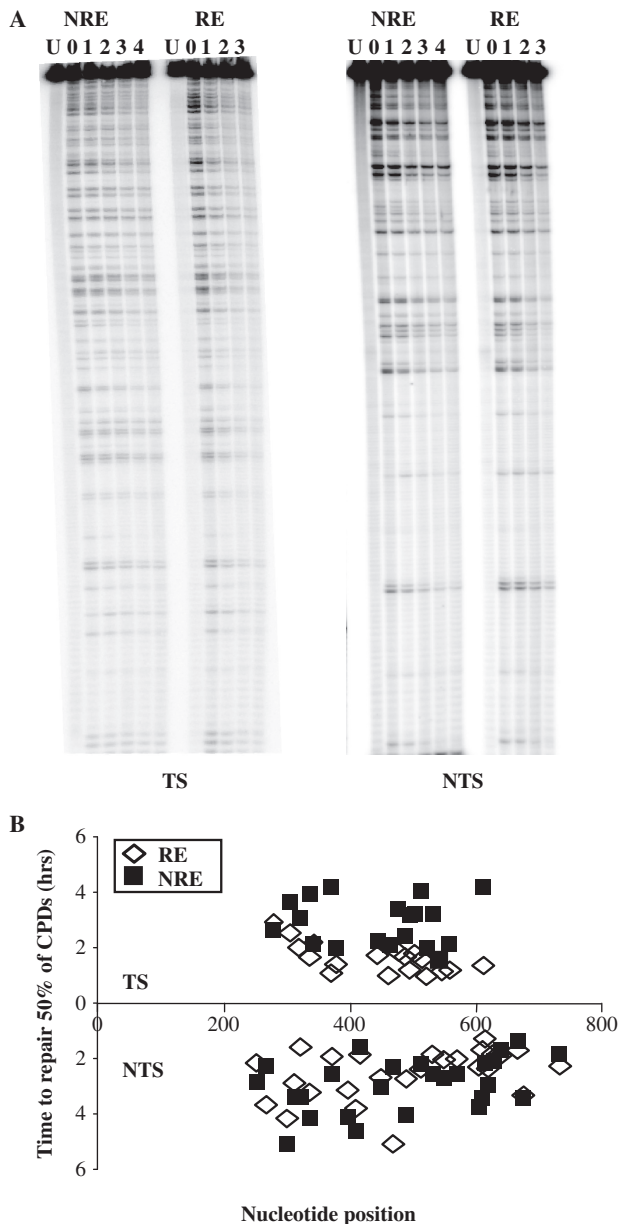 A
NRE RE NRE RE
U 0 1 2 3 4 U 0 1 2 3 U 0 1 2 3 4 U 0 1 2 3
TS NTS
B
Time to repair 50% of CPDs (hrs)
6
4
2
0
2
4
6
RE
NRE
TS
0 200 400 600 800
NTS
Nucleotide position